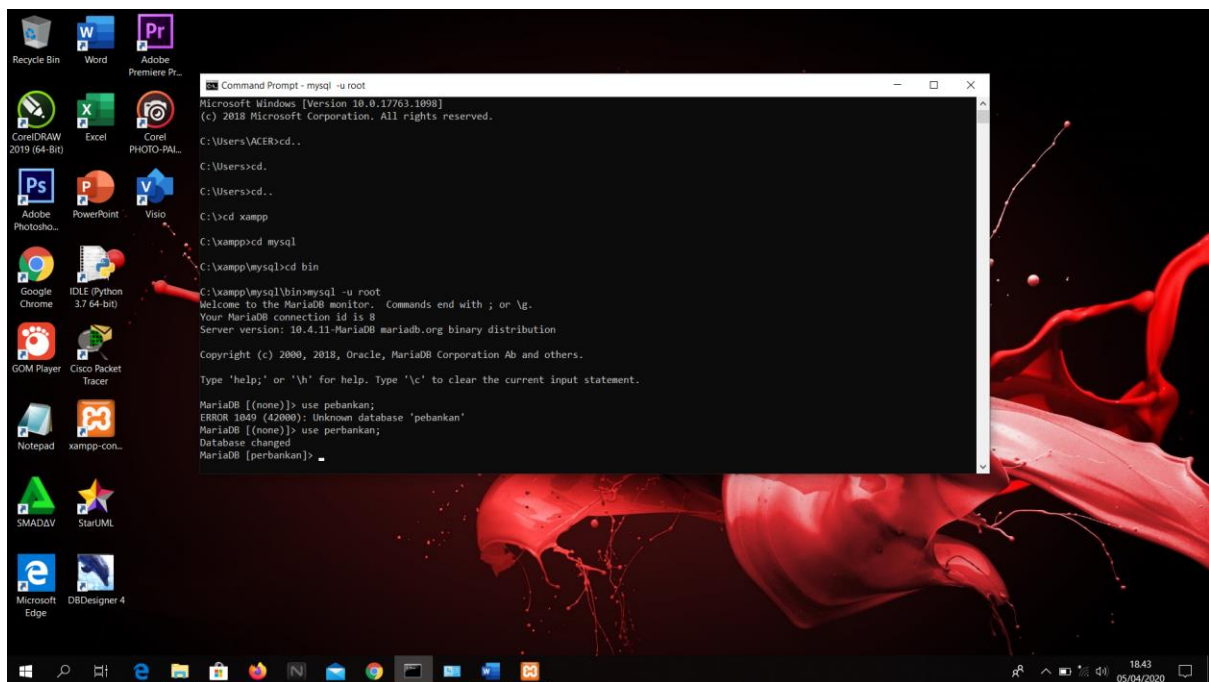 Recycle Bin
Word
Adobe
Premiere Pr...
CorelDRAW
2019 (64-Bit)
Excel
Corel
PHOTO-PAI...
Adobe
Photosho...
PowerPoint
Visio
Google
Chrome
IDLE (Python
3.7 64-bit)
GOM Player
Cisco Packet
Tracer
Notepad
xampp-con...
SMADΔV
StarUML
Microsoft
Edge
DBDesigner 4
Command Prompt - mysql -u root
Microsoft Windows [Version 10.0.17763.1098]
(c) 2018 Microsoft Corporation. All rights reserved.
C:\Users\ACER>cd..
C:\Users>cd.
C:\Users>cd..
C:\>cd xampp
C:\xampp>cd mysql
C:\xampp\mysql>cd bin
C:\xampp\mysql\bin>mysql -u root
Welcome to the MariaDB monitor.  Commands end with ; or \g.
Your MariaDB connection id is 8
Server version: 10.4.11-MariaDB mariadb.org binary distribution
Copyright (c) 2000, 2018, Oracle, MariaDB Corporation Ab and others.
Type 'help;' or '\h' for help. Type '\c' to clear the current input statement.
MariaDB [(none)]> use pebankan;
ERROR 1049 (42000): Unknown database 'pebankan'
MariaDB [(none)]> use perbankan;
Database changed
MariaDB [perbankan]> _
18.43
05/04/2020